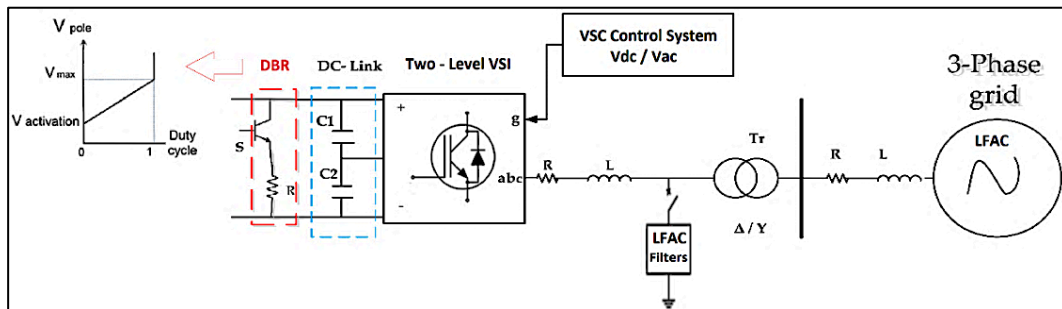 V pole
V max
V activation
0
1
Duty
cycle
DBR
S
R
DC- Link
C1
C2
Two - Level VSI
+
-
g
abc
VSC Control System
Vdc / Vac
R
L
LFAC
Filters
Tr
Δ / Y
R
L
3-Phase
grid
LFAC